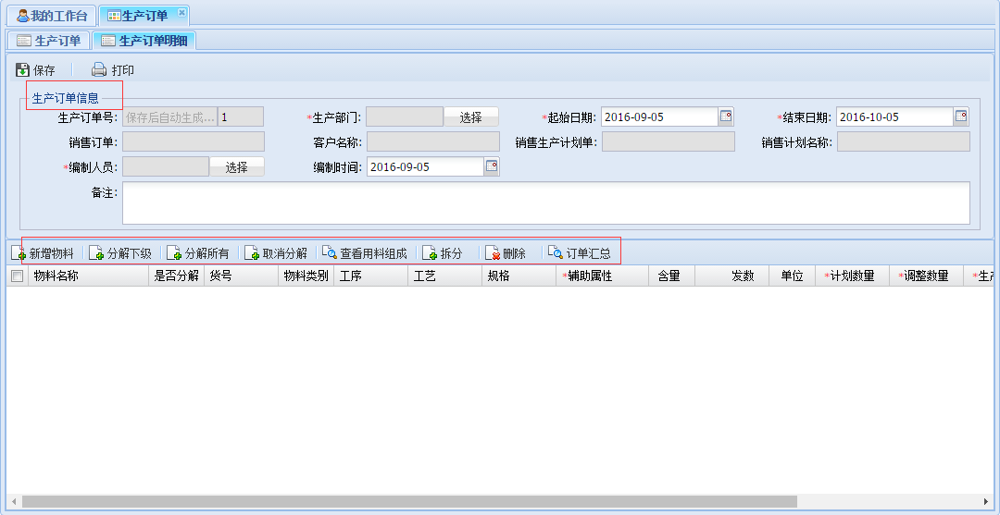 我的工作台 生产订单
生产订单 生产订单明细
保存 打印
生产订单信息
生产订单号: 保存后自动生成... 1 *生产部门: 选择 *起始日期: 2016-09-05 *结束日期: 2016-10-05
销售订单: 客户名称: 销售生产计划单: 销售计划名称:
*编制人员: 选择 编制时间: 2016-09-05
备注:
新增物料 分解下级 分解所有 取消分解 查看用料组成 拆分 删除 订单汇总
物料名称 是否分解 货号 物料类别 工序 工艺 规格 *辅助属性 含量 发数 单位 *计划数量 *调整数量 *生产